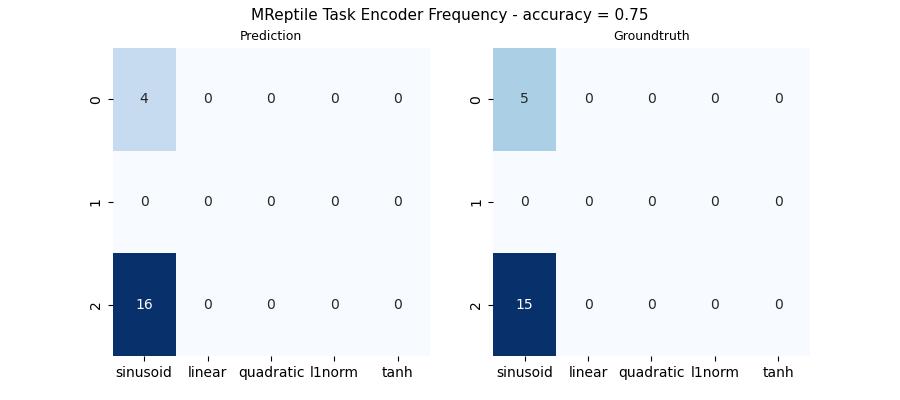 MReptile Task Encoder Frequency - accuracy = 0.75
Prediction Groundtruth
0 4 0 0 0 0 0 5 0 0 0 0
1 0 0 0 0 0 1 0 0 0 0 0
2 16 0 0 0 0 2 15 0 0 0 0
sinusoid linear quadratic l1norm tanh sinusoid linear quadratic l1norm tanh